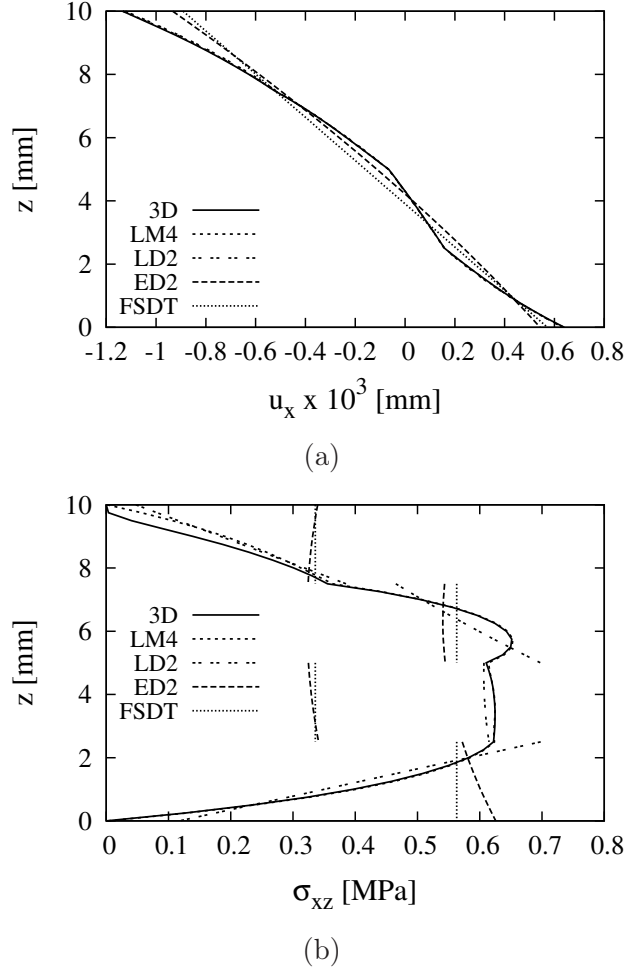 10
8
6
4
2
0
z [mm]
3D
LM4
LD2
ED2
FSDT
-1.2 -1 -0.8 -0.6 -0.4 -0.2 0 0.2 0.4 0.6 0.8
u_x x 10^3 [mm]
(a)
10
8
6
4
2
0
z [mm]
3D
LM4
LD2
ED2
FSDT
0 0.1 0.2 0.3 0.4 0.5 0.6 0.7 0.8
σ_xz [MPa]
(b)